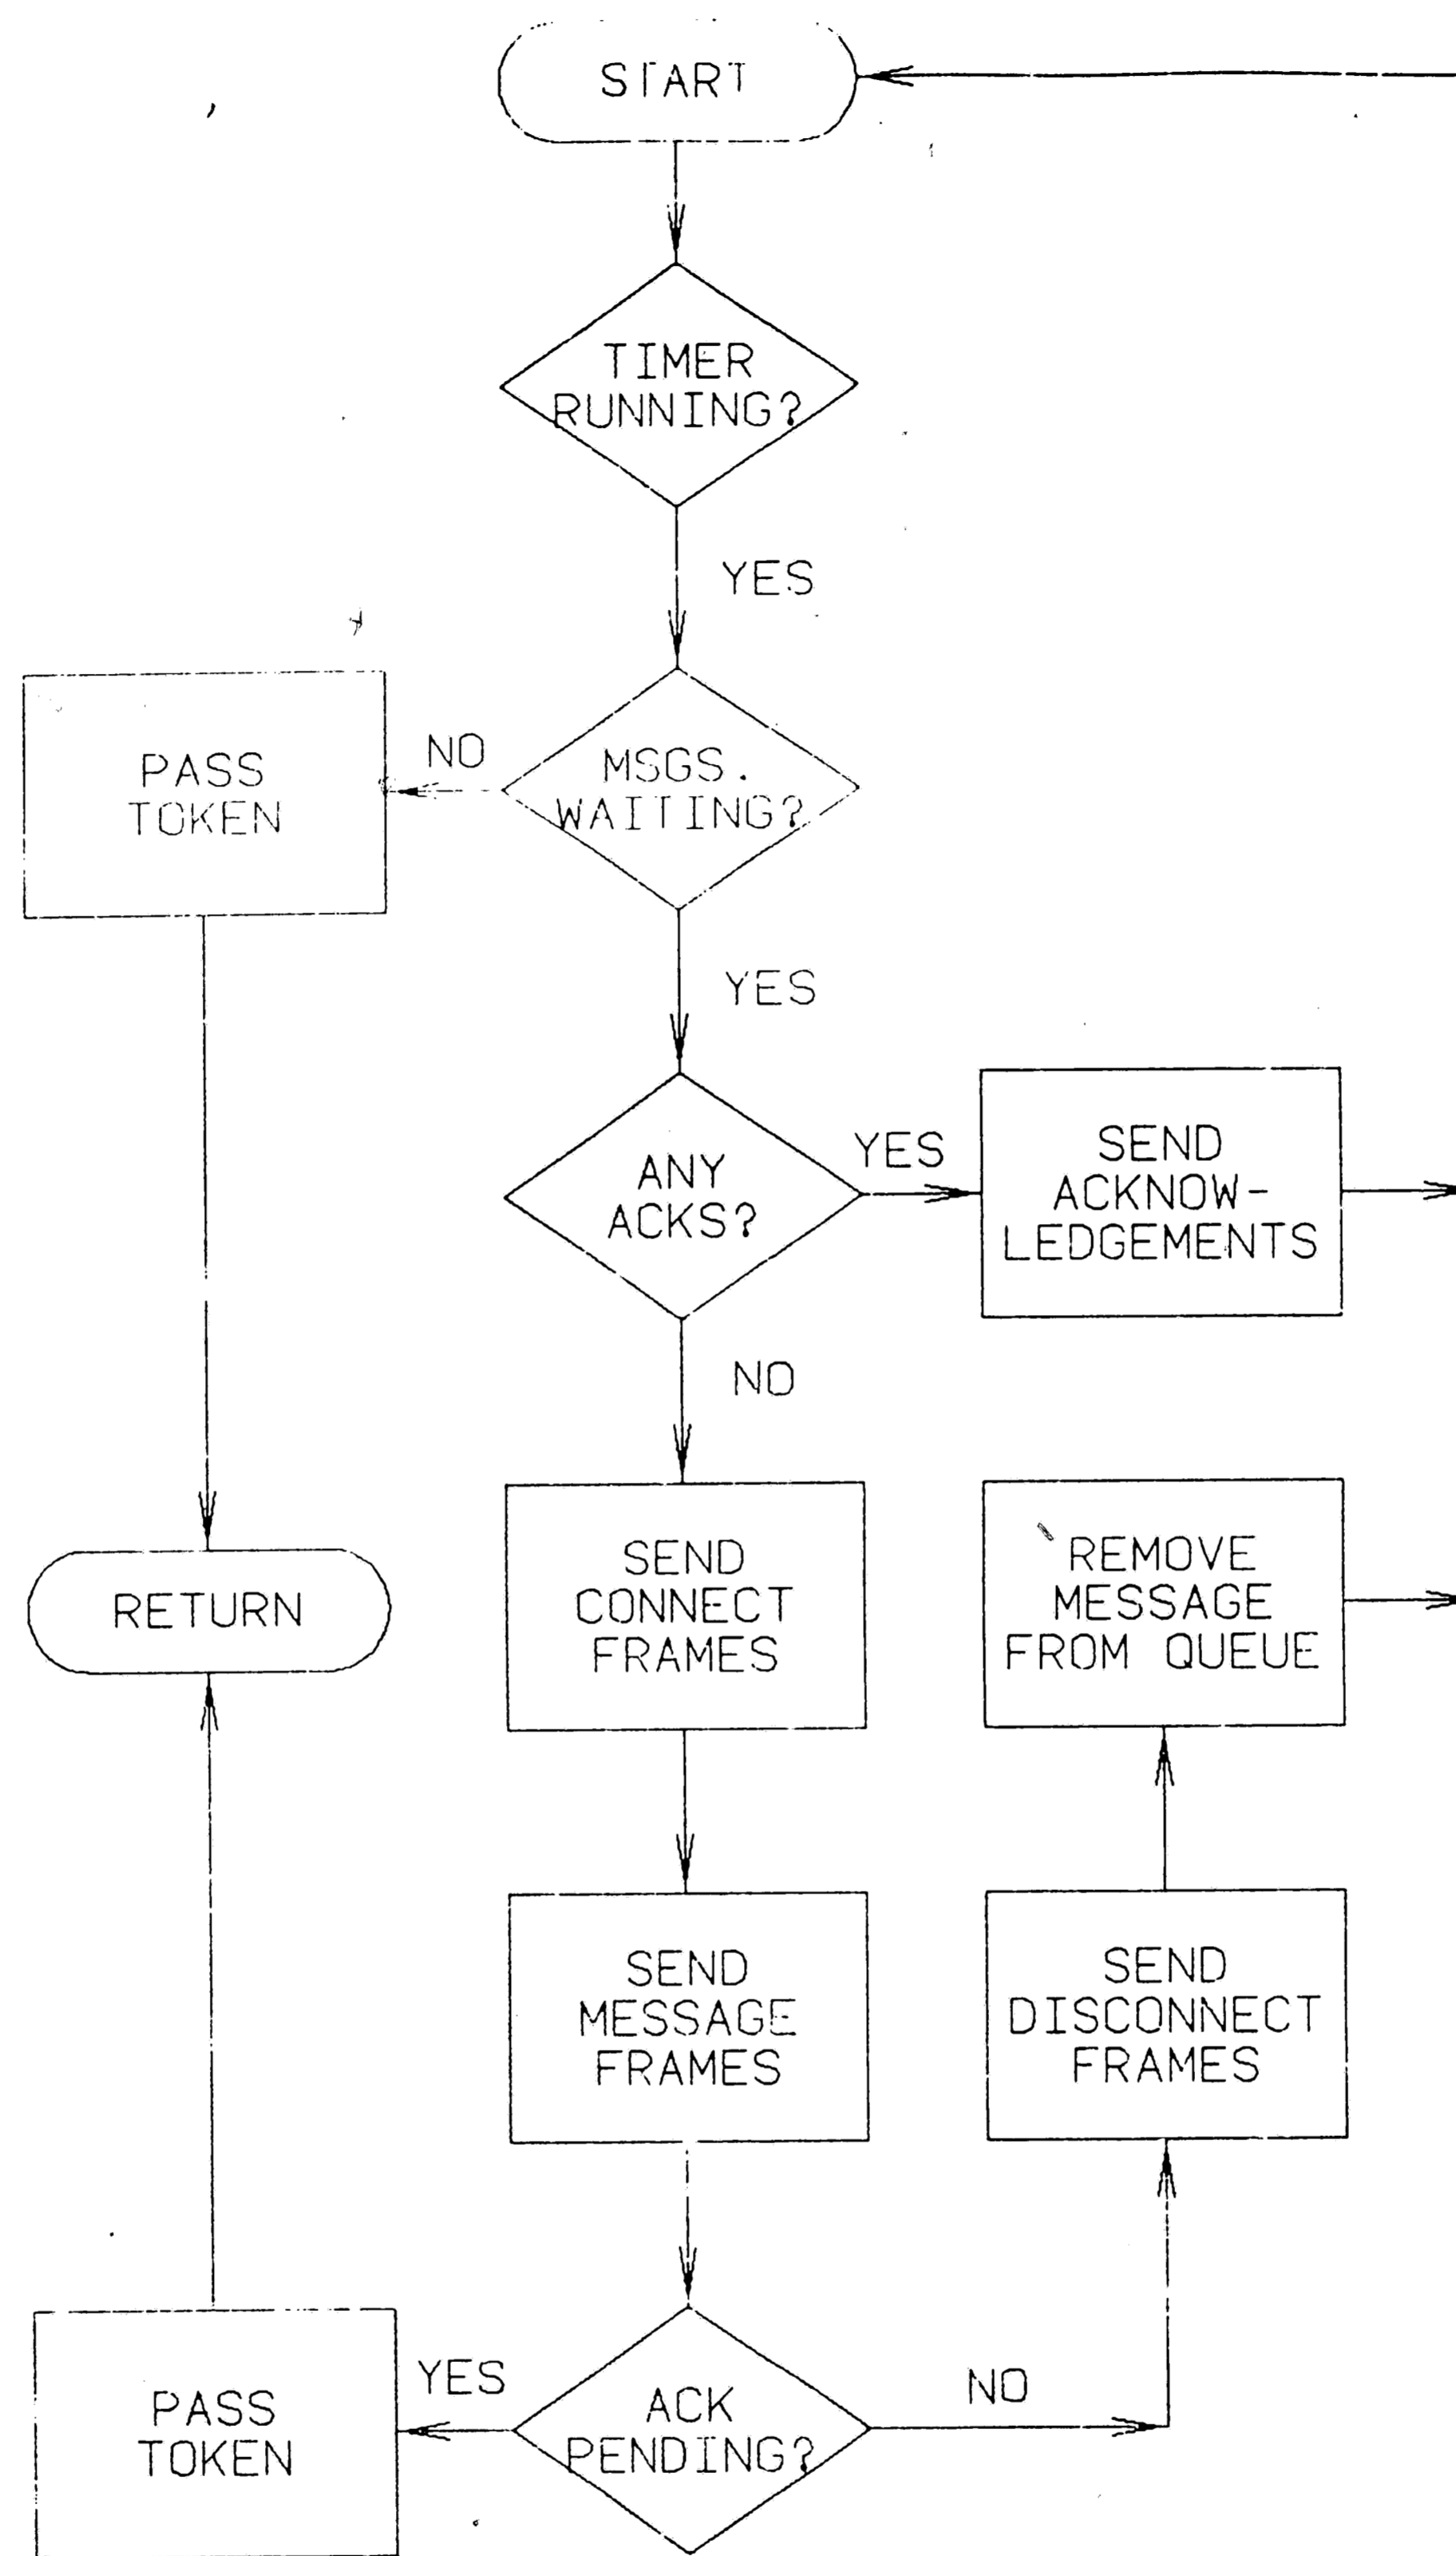 START
TIMER
RUNNING?
YES
NO
MSGS.
WAITING?
PASS
TOKEN
YES
ANY
ACKS?
YES
SEND
ACKNOW-
LEDGEMENTS
NO
SEND
CONNECT
FRAMES
REMOVE
MESSAGE
FROM QUEUE
RETURN
SEND
MESSAGE
FRAMES
SEND
DISCONNECT
FRAMES
YES
NO
ACK
PENDING?
PASS
TOKEN